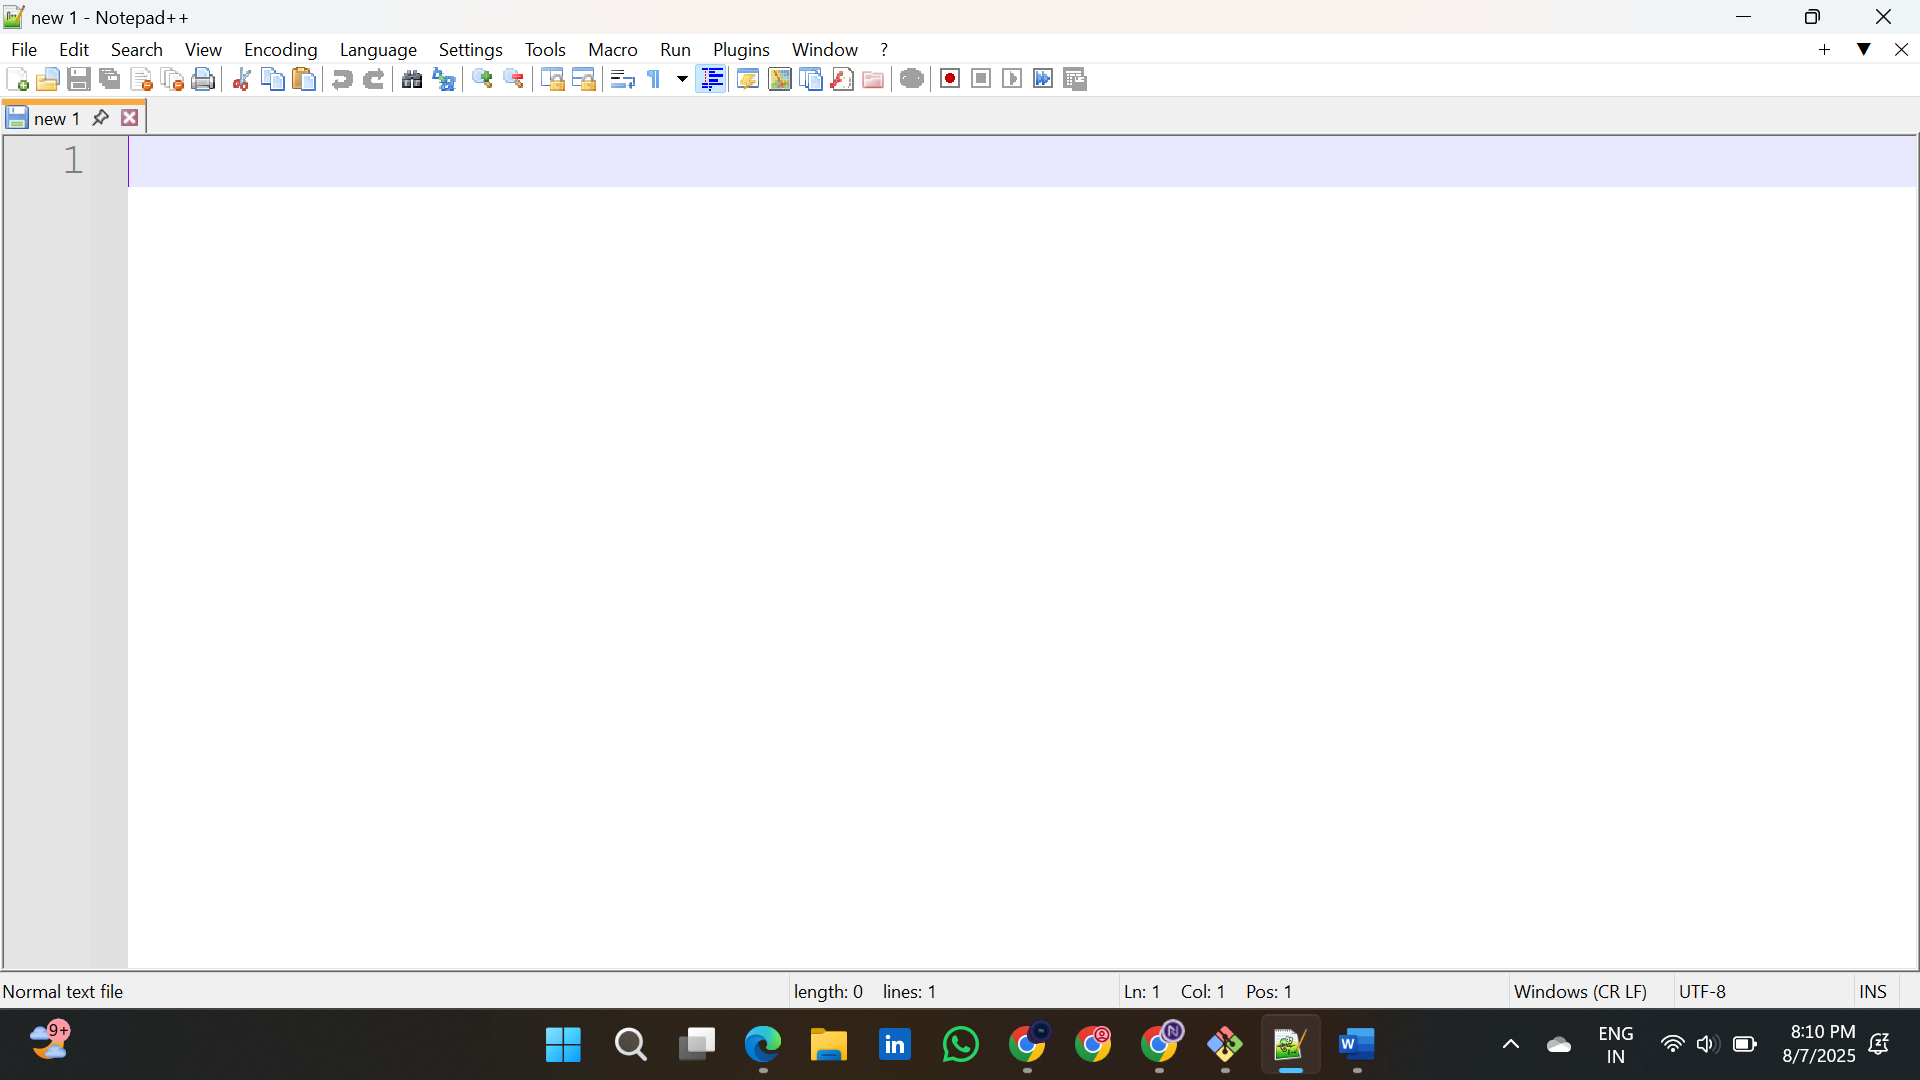 new 1 - Notepad++
File Edit Search View Encoding Language Settings Tools Macro Run Plugins Window ?
new 1
1
Normal text file length: 0 lines: 1 Ln: 1 Col: 1 Pos: 1 Windows (CR LF) UTF-8 INS
9+
in
N
W
ENG
IN
8:10 PM
8/7/2025